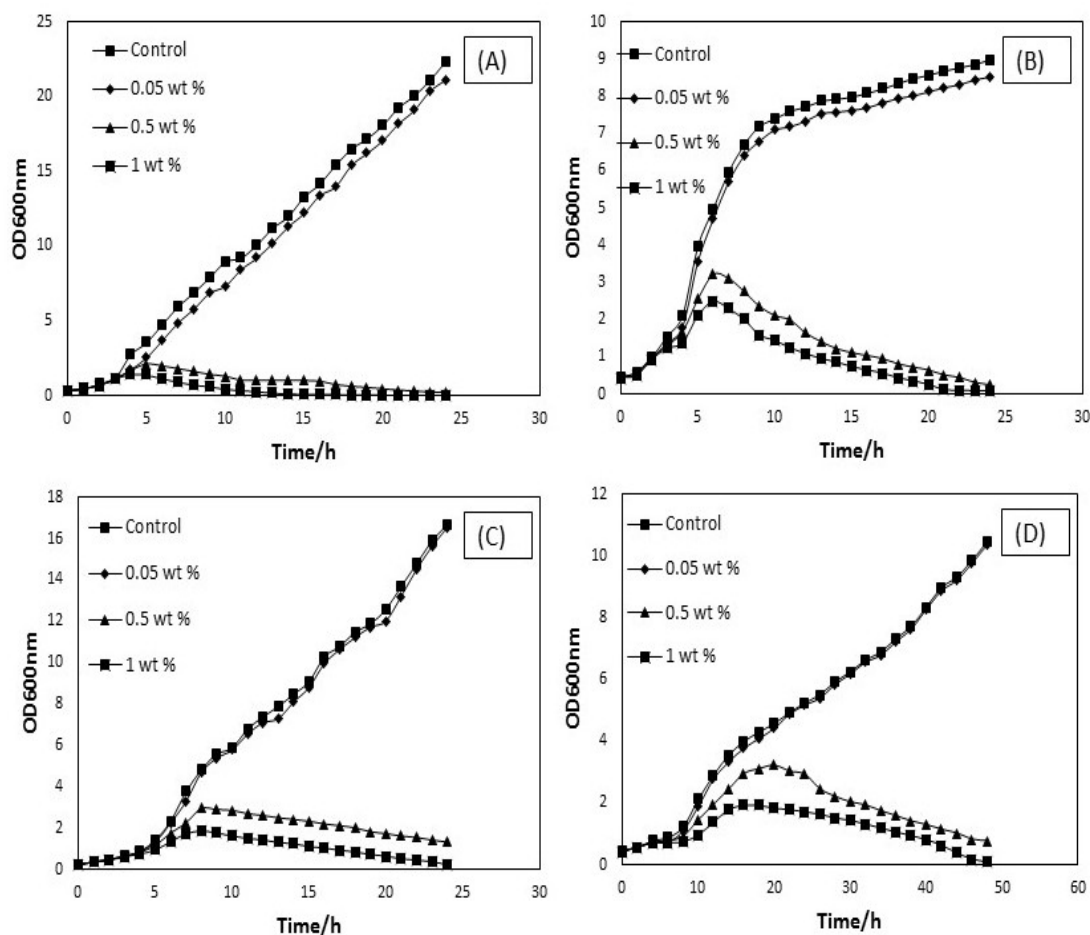 25
20
15
10
5
0
OD600nm
Control
0.05 wt %
0.5 wt %
1 wt %
(A)
0 5 10 15 20 25 30
Time/h
10
9
8
7
6
5
4
3
2
1
0
OD600nm
Control
0.05 wt %
0.5 wt %
1 wt %
(B)
0 5 10 15 20 25 30
Time/h
18
16
14
12
10
8
6
4
2
0
OD600nm
Control
0.05 wt %
0.5 wt %
1 wt %
(C)
0 5 10 15 20 25 30
Time/h
12
10
8
6
4
2
0
OD600nm
Control
0.05 wt %
0.5 wt %
1 wt %
(D)
0 10 20 30 40 50 60
Time/h